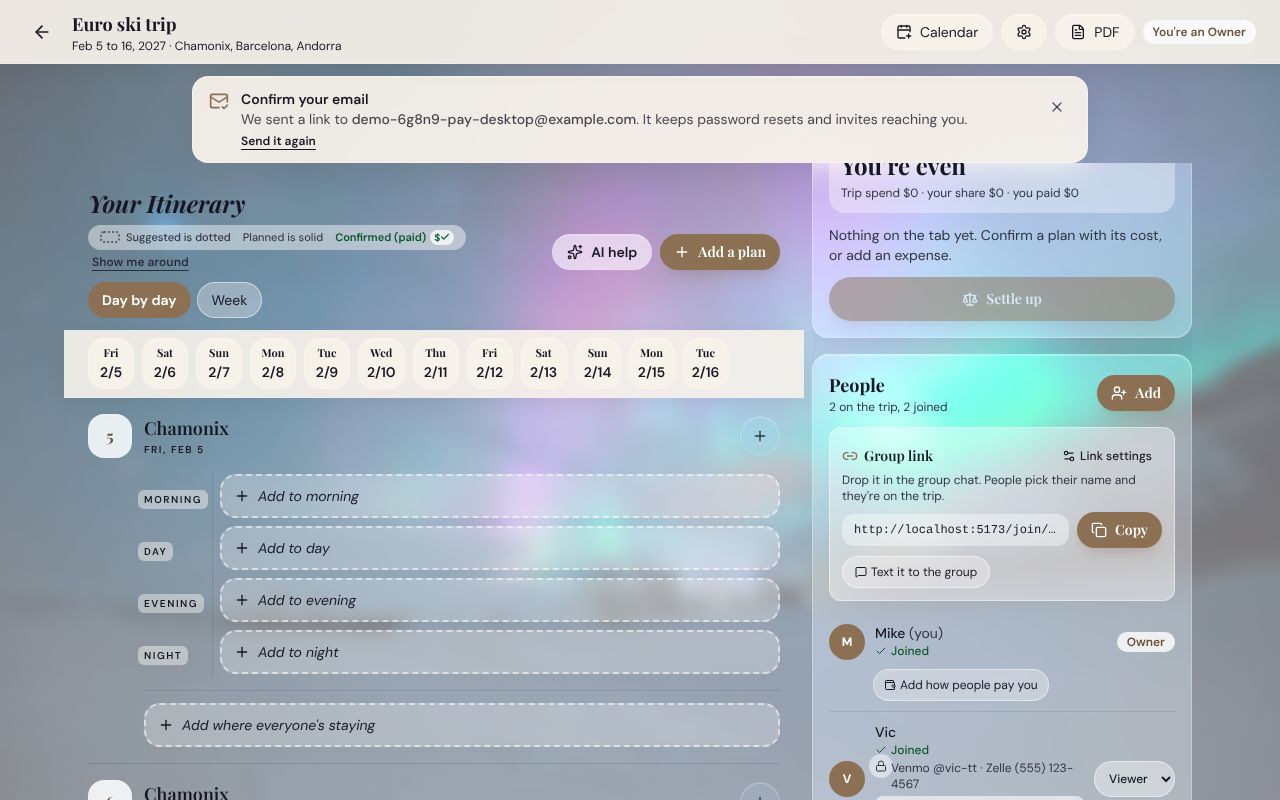 Euro ski trip
Feb 5 to 16, 2027 · Chamonix, Barcelona, Andorra
Calendar
PDF
You're an Owner
Confirm your email
We sent a link to demo-6g8n9-pay-desktop@example.com. It keeps password resets and invites reaching you.
Send it again
Your Itinerary
Suggested is dotted Planned is solid Confirmed (paid) $✓
Show me around
AI help
+ Add a plan
Day by day
Week
Fri Sat Sun Mon Tue Wed Thu Fri Sat Sun Mon Tue
2/5 2/6 2/7 2/8 2/9 2/10 2/11 2/12 2/13 2/14 2/15 2/16
5
Chamonix
FRI, FEB 5
+
MORNING
+ Add to morning
DAY
+ Add to day
EVENING
+ Add to evening
NIGHT
+ Add to night
+ Add where everyone's staying
Chamonix
You're even
Trip spend $0 · your share $0 · you paid $0
Nothing on the tab yet. Confirm a plan with its cost,
or add an expense.
Settle up
People
2 on the trip, 2 joined
Add
Group link
Link settings
Drop it in the group chat. People pick their name and
they're on the trip.
http://localhost:5173/join/…
Copy
Text it to the group
M
Mike (you)
✓ Joined
Owner
Add how people pay you
V
Vic
✓ Joined
Venmo @vic-tt · Zelle (555) 123-
4567
Viewer